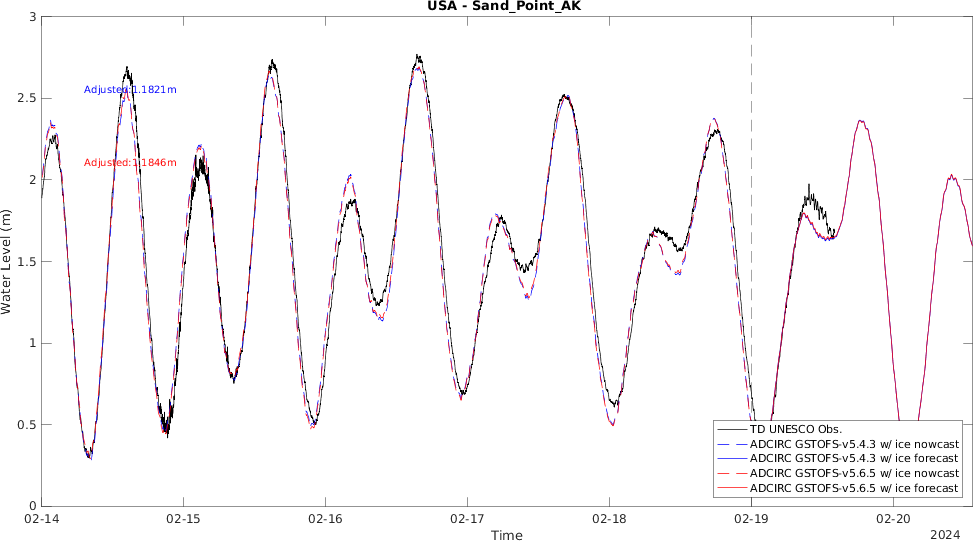 USA - Sand_Point_AK
3
2.5
2
1.5
1
0.5
0
Water Level (m)
Adjusted:1.1821m
Adjusted:1.1846m
TD UNESCO Obs.
ADCIRC GSTOFS-v5.4.3 w/ ice nowcast
ADCIRC GSTOFS-v5.4.3 w/ ice forecast
ADCIRC GSTOFS-v5.6.5 w/ ice nowcast
ADCIRC GSTOFS-v5.6.5 w/ ice forecast
02-14 02-15 02-16 02-17 02-18 02-19 02-20
Time
2024